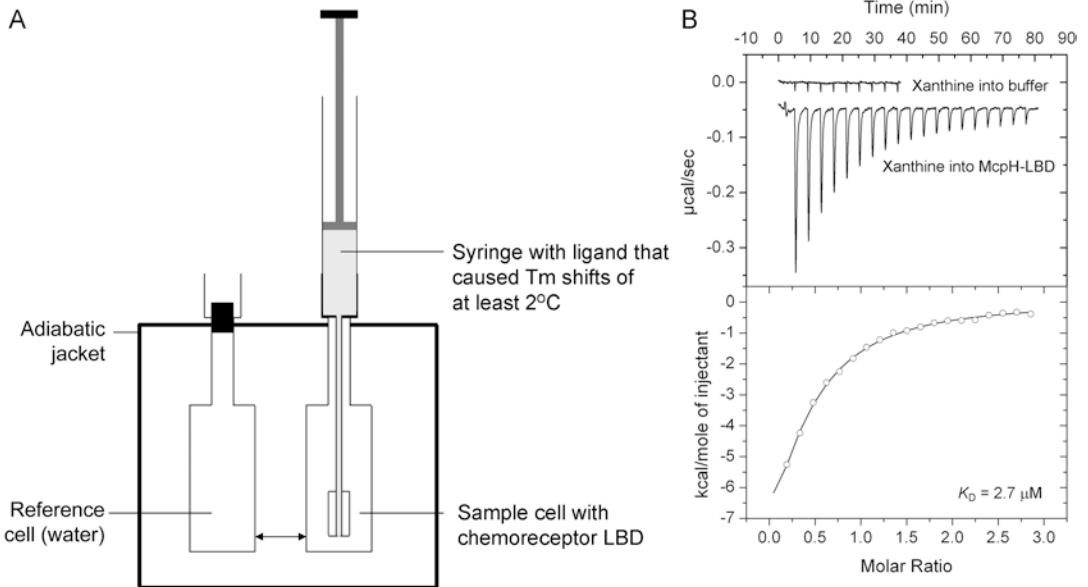 A
Syringe with ligand that
caused Tm shifts of
at least 2°C
Adiabatic
jacket
Reference
cell (water)
Sample cell with
chemoreceptor LBD
B
Time (min)
-10 0 10 20 30 40 50 60 70 80 90
0.0
-0.1
-0.2
-0.3
µcal/sec
Xanthine into buffer
Xanthine into McpH-LBD
0
-1
-2
-3
-4
-5
-6
-7
kcal/mole of injectant
K_D = 2.7 µM
0.0 0.5 1.0 1.5 2.0 2.5 3.0
Molar Ratio